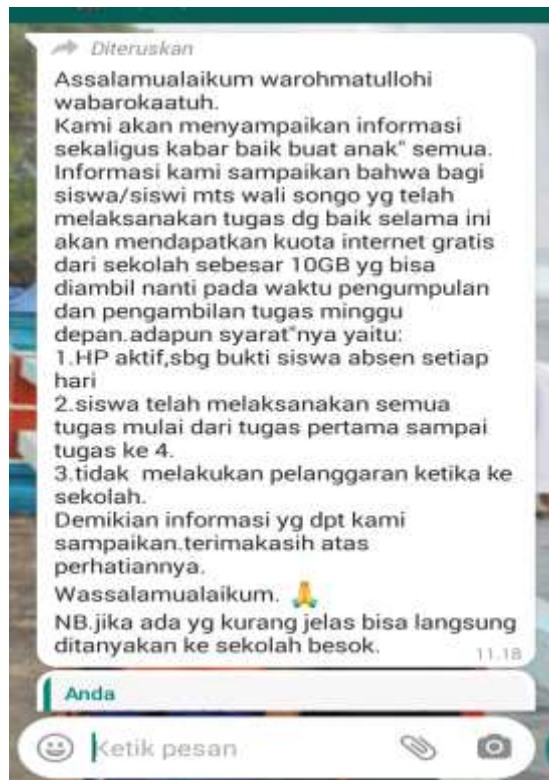 Diteruskan
Assalamualaikum warohmatullohi
wabarokaatuh.
Kami akan menyampaikan informasi
sekaligus kabar baik buat anak" semua.
Informasi kami sampaikan bahwa bagi
siswa/siswi mts wali songo yg telah
melaksanakan tugas dg baik selama ini
akan mendapatkan kuota internet gratis
dari sekolah sebesar 10GB yg bisa
diambil nanti pada waktu pengumpulan
dan pengambilan tugas minggu
depan.adapun syarat"nya yaitu:
1.HP aktif,sbg bukti siswa absen setiap
hari
2.siswa telah melaksanakan semua
tugas mulai dari tugas pertama sampai
tugas ke 4.
3.tidak melakukan pelanggaran ketika ke
sekolah.
Demikian informasi yg dpt kami
sampaikan.terimakasih atas
perhatiannya.
Wassalamualaikum. 🙏
NB.jika ada yg kurang jelas bisa langsung
ditanyakan ke sekolah besok.
11.18
Anda
Ketik pesan